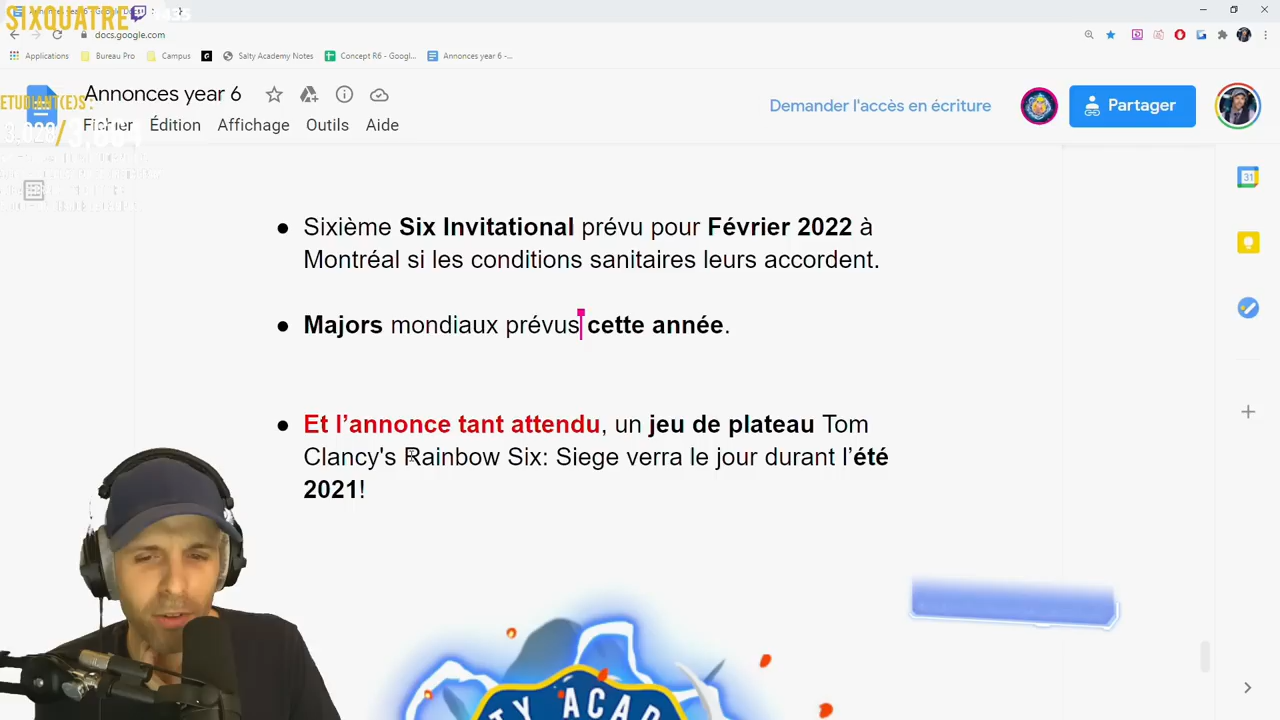 SIXQUATRE
docs.google.com
Applications
Bureau Pro
Campus
Salty Academy Notes
Concept R6 - Googl...
Annonces year 6 -...
Annonces year 6
Demander l'accès en écriture
Partager
ETUDIANT(E)S :
Fichier Édition Affichage Outils Aide
● Sixième Six Invitational prévu pour Février 2022 à
Montréal si les conditions sanitaires leurs accordent.
● Majors mondiaux prévus cette année.
● Et l’annonce tant attendu, un jeu de plateau Tom
Clancy's Rainbow Six: Siege verra le jour durant l’été
2021!
31